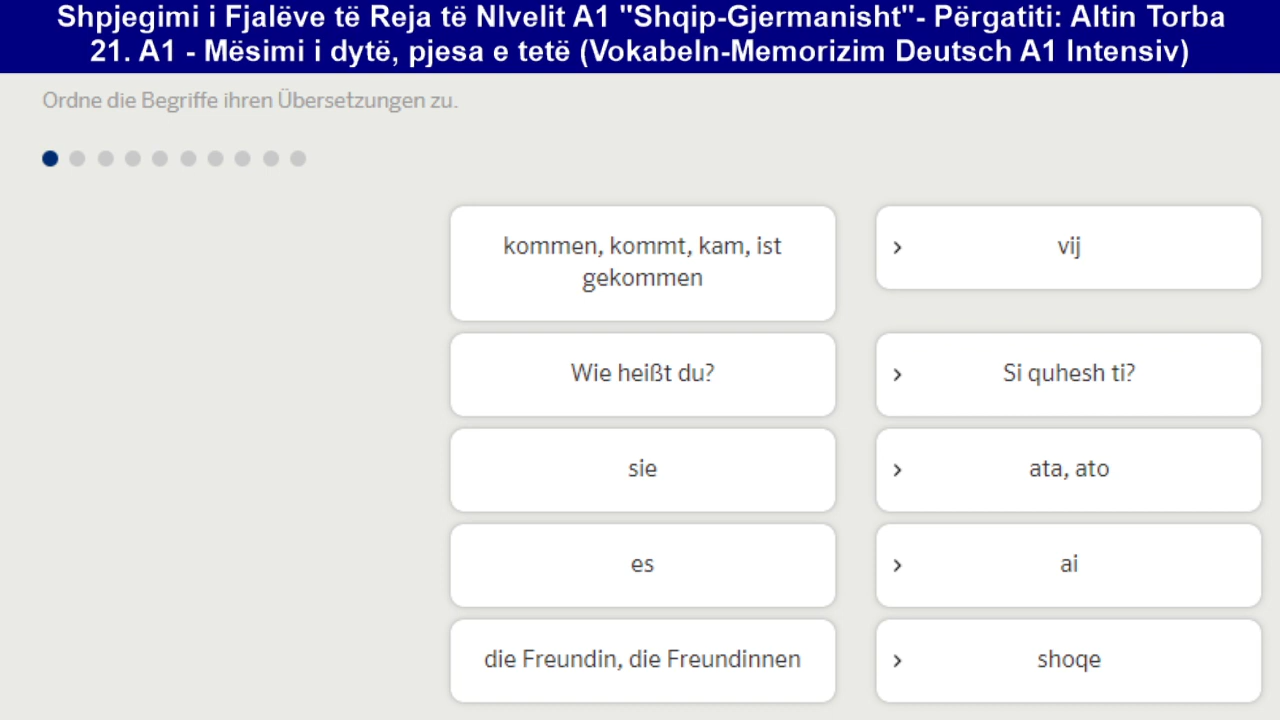 Shpjegimi i Fjalëve të Reja të NIvelit A1 "Shqip-Gjermanisht"- Përgatiti: Altin Torba
21. A1 - Mësimi i dytë, pjesa e tetë (Vokabeln-Memorizim Deutsch A1 Intensiv)
Ordne die Begriffe ihren Übersetzungen zu.
kommen, kommt, kam, ist
gekommen
vij
Wie heißt du?
Si quhesh ti?
sie
ata, ato
es
ai
die Freundin, die Freundinnen
shoqe